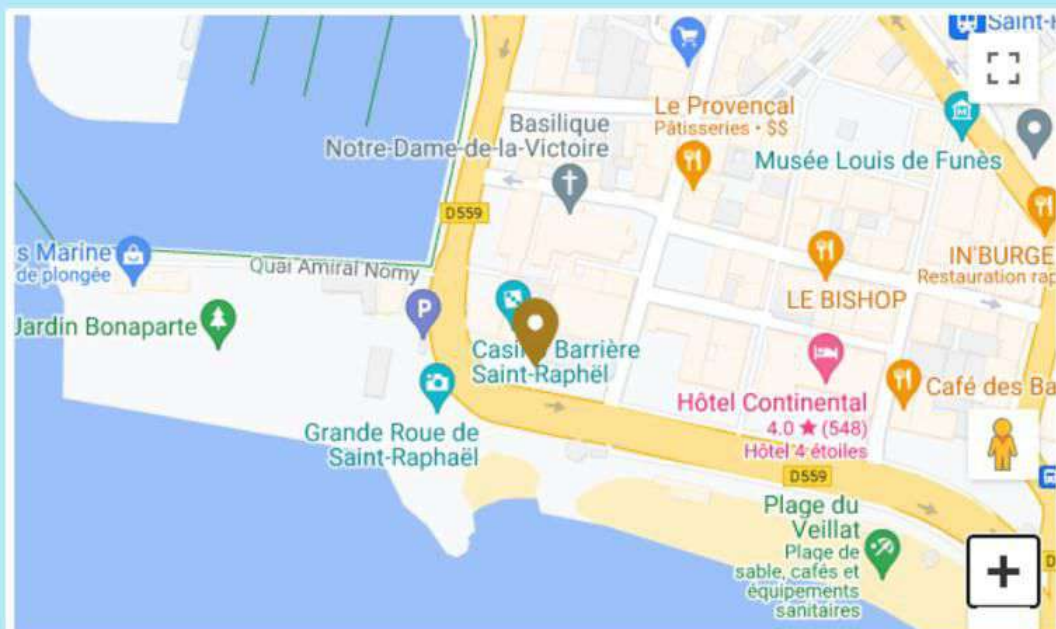 Saint-
Le Provençal
Pâtisseries • $$
Basilique
Notre-Dame-de-la-Victoire
Musée Louis de Funès
D559
s Marine
de plongée
Quai Amiral Nomy
IN'BURGE
Restauration rap
LE BISHOP
P
Jardin Bonaparte
Casino Barrière
Saint-Raphël
Hôtel Continental
4.0 ★ (548)
Hôtel 4 étoiles
Café des Ba
Grande Roue de
Saint-Raphaël
D559
Plage du
Veillat
Plage de
sable, cafés et
équipements
sanitaires
D
+